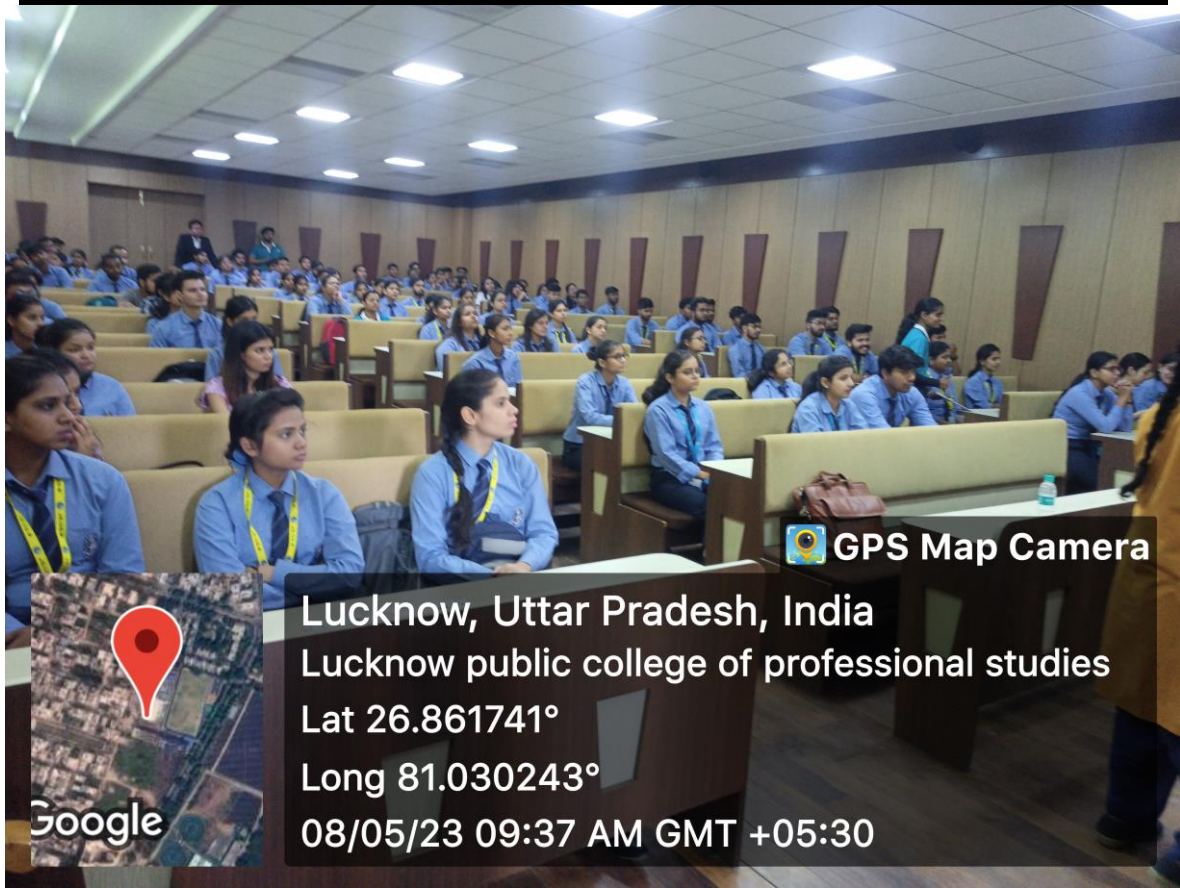 GPS Map Camera
Lucknow, Uttar Pradesh, India
Lucknow public college of professional studies
Lat 26.861741°
Long 81.030243°
08/05/23 09:37 AM GMT +05:30
Google